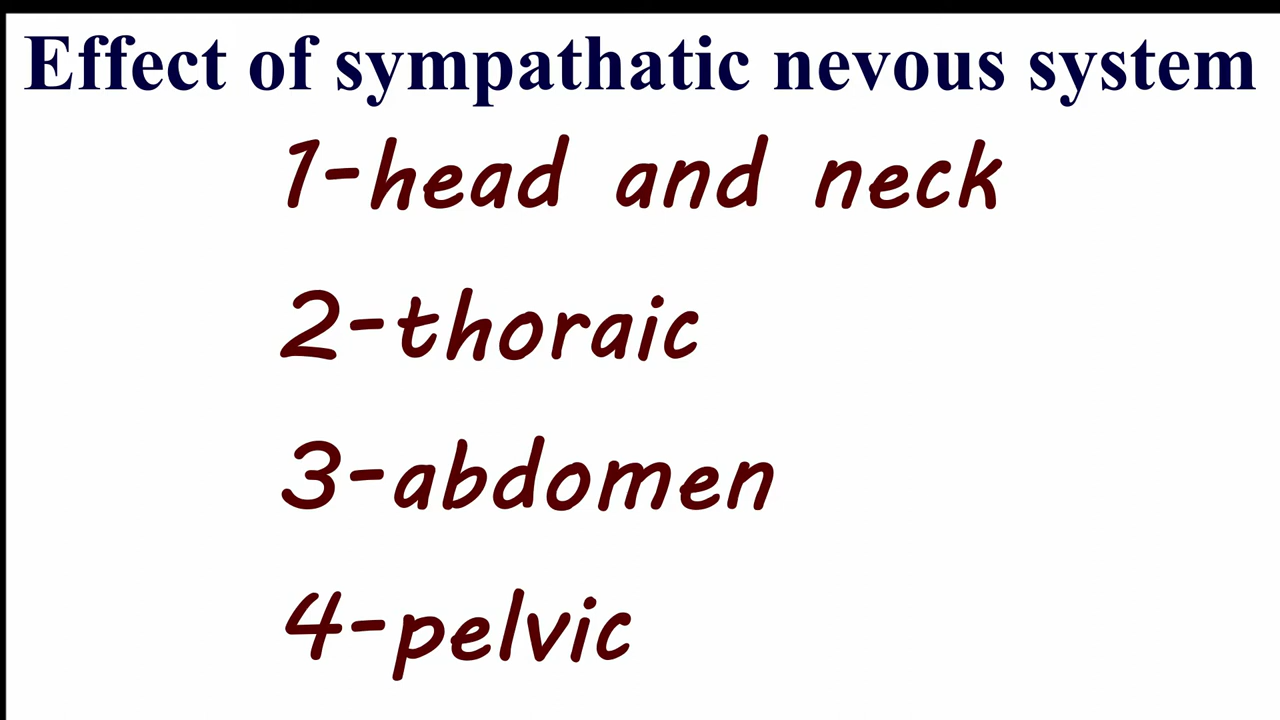 Effect of sympathatic nevous system
1-head and neck
2-thoraic
3-abdomen
4-pelvic